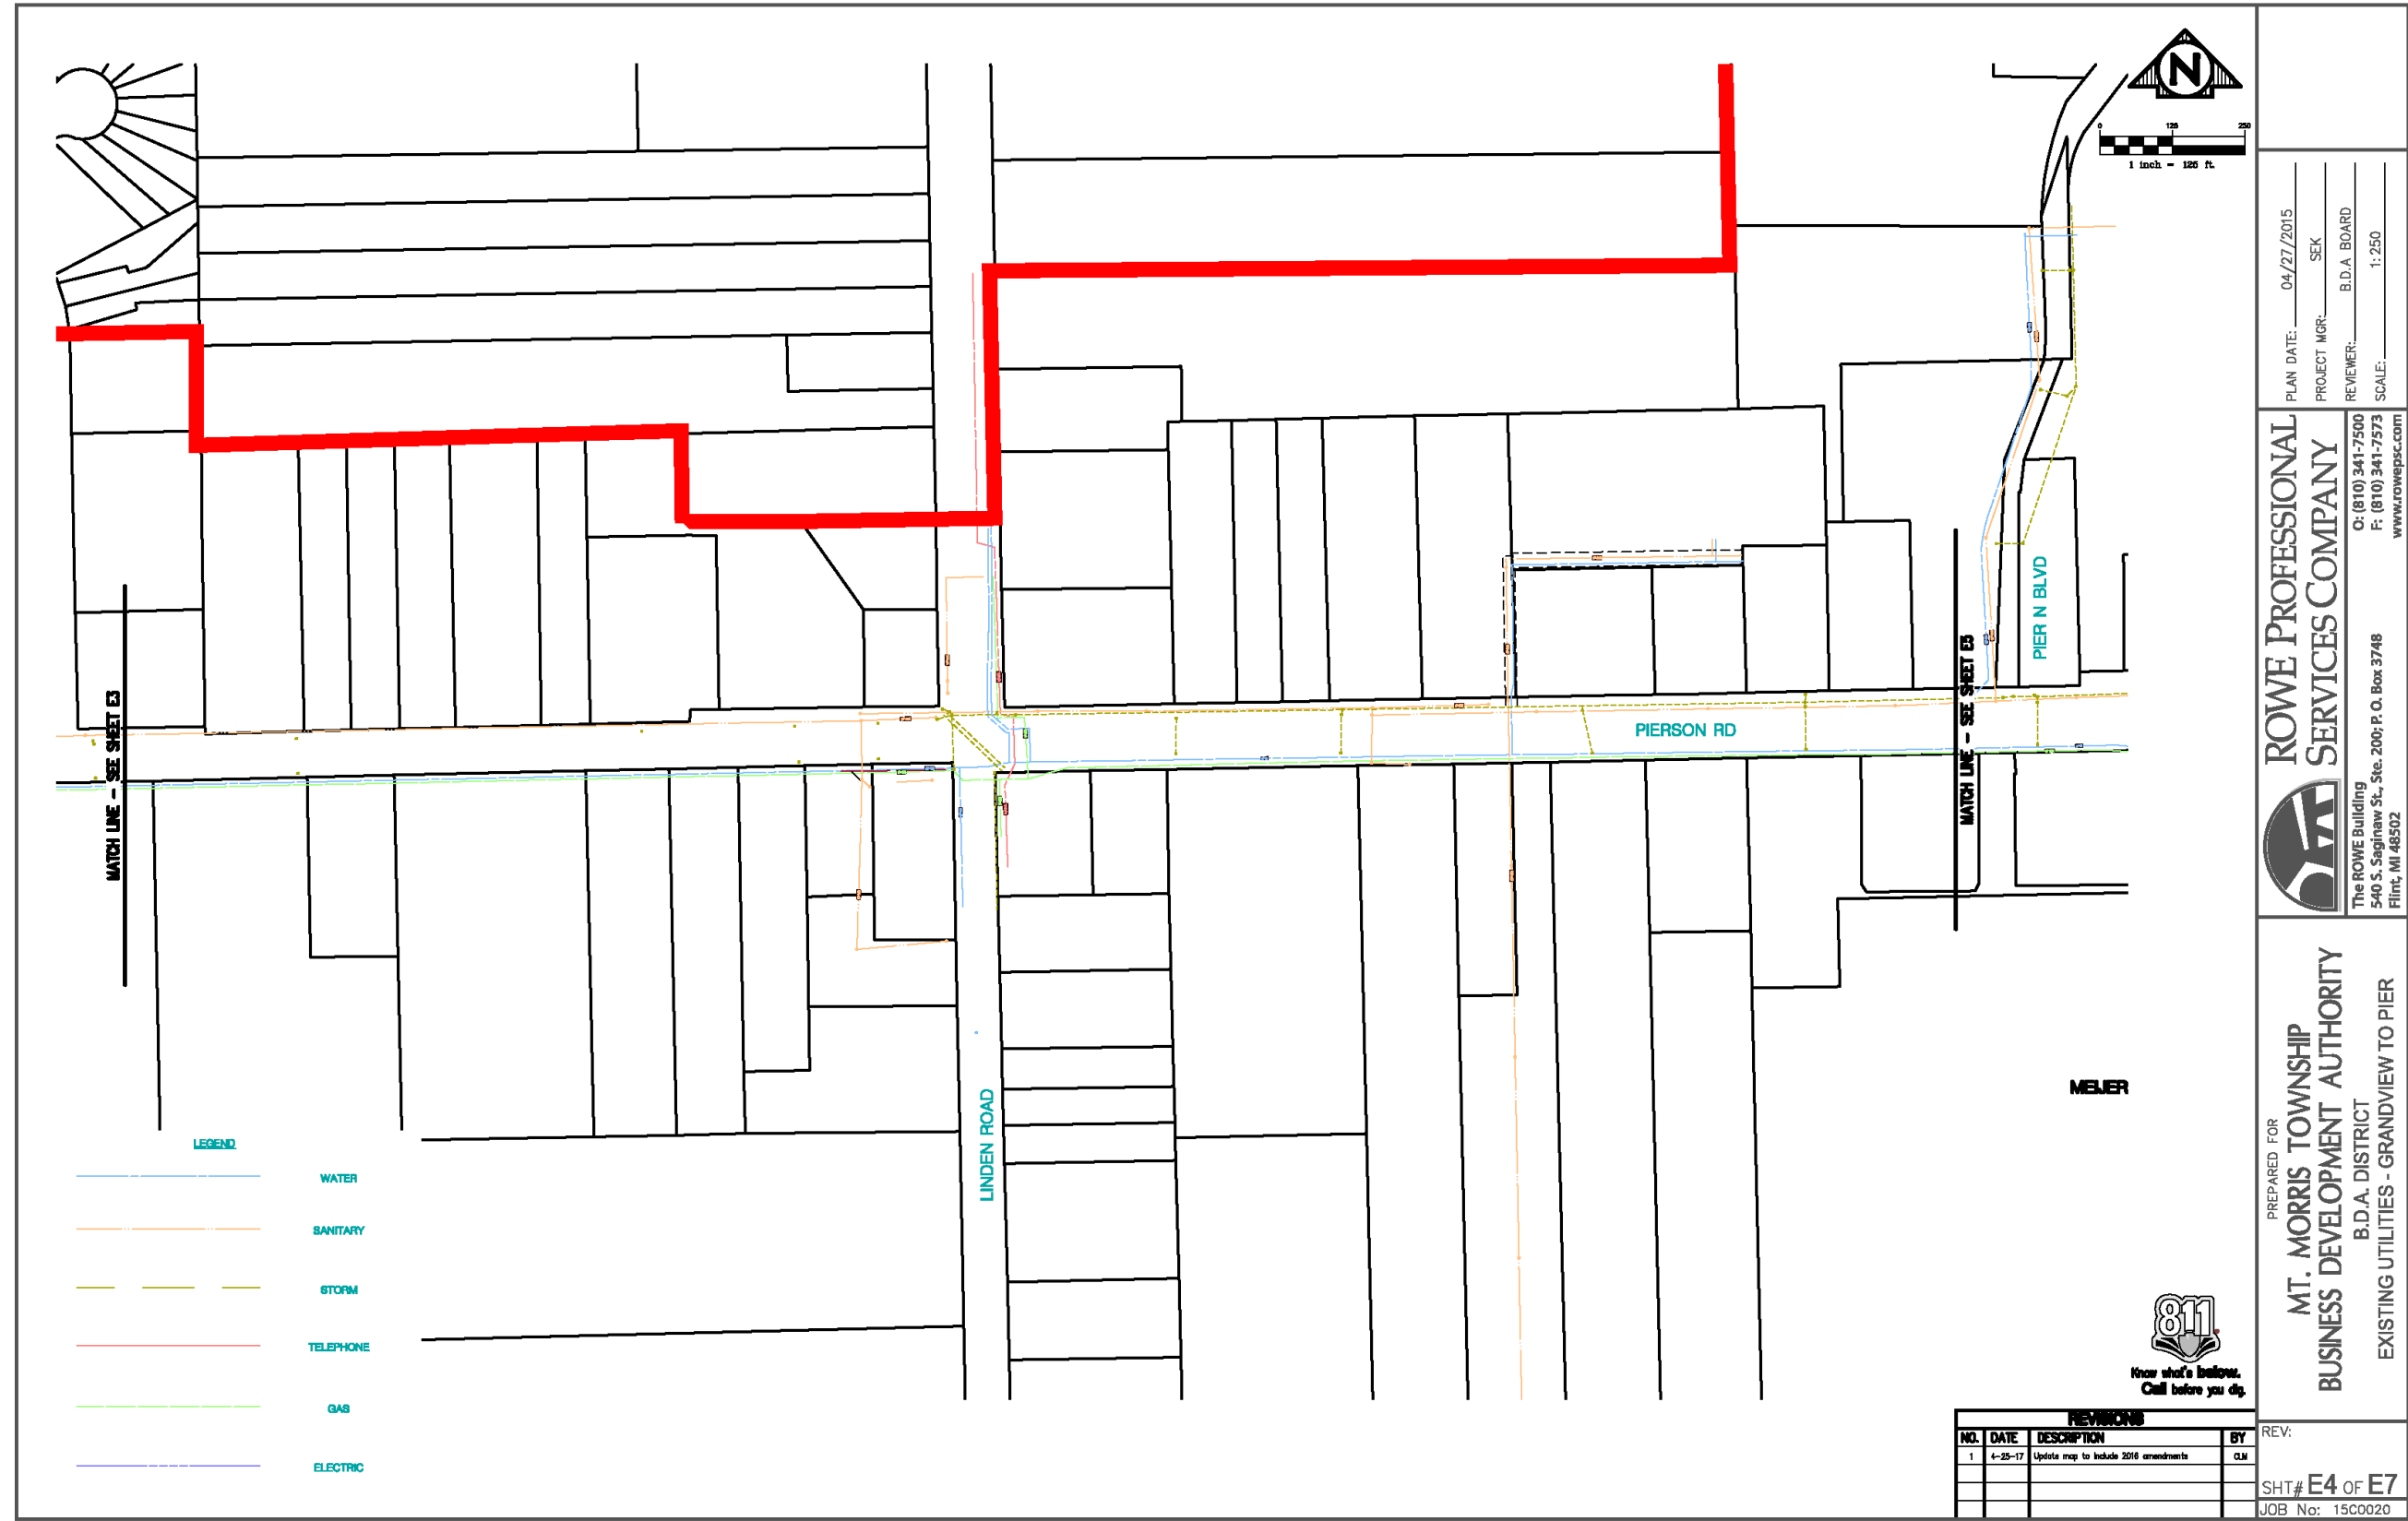 N
0 125 250
1 inch = 125 ft.
PLAN DATE: 04/27/2015
PROJECT MGR: SEK
REVIEWER: B.D.A BOARD
SCALE: 1:250
ROWE PROFESSIONAL
SERVICES COMPANY
O: (810) 341-7500
F: (810) 341-7573
www.rowepsc.com
The ROWE Building
540 S. Saginaw St., Ste. 200; P. O. Box 3748
Flint, MI 48502
PREPARED FOR
MT. MORRIS TOWNSHIP
BUSINESS DEVELOPMENT AUTHORITY
B.D.A. DISTRICT
EXISTING UTILITIES - GRANDVIEW TO PIER
REV:
SHT# E4 OF E7
JOB No: 15C0020
MATCH LINE - SEE SHEET E3
MATCH LINE - SEE SHEET E5
PIER N BLVD
PIERSON RD
LINDEN ROAD
MEIJER
LEGEND
WATER
SANITARY
STORM
TELEPHONE
GAS
ELECTRIC
811
Know what's below.
Call before you dig.
REVISIONS
NO. DATE DESCRIPTION BY
1 4-25-17 Update map to include 2016 amendments CLM